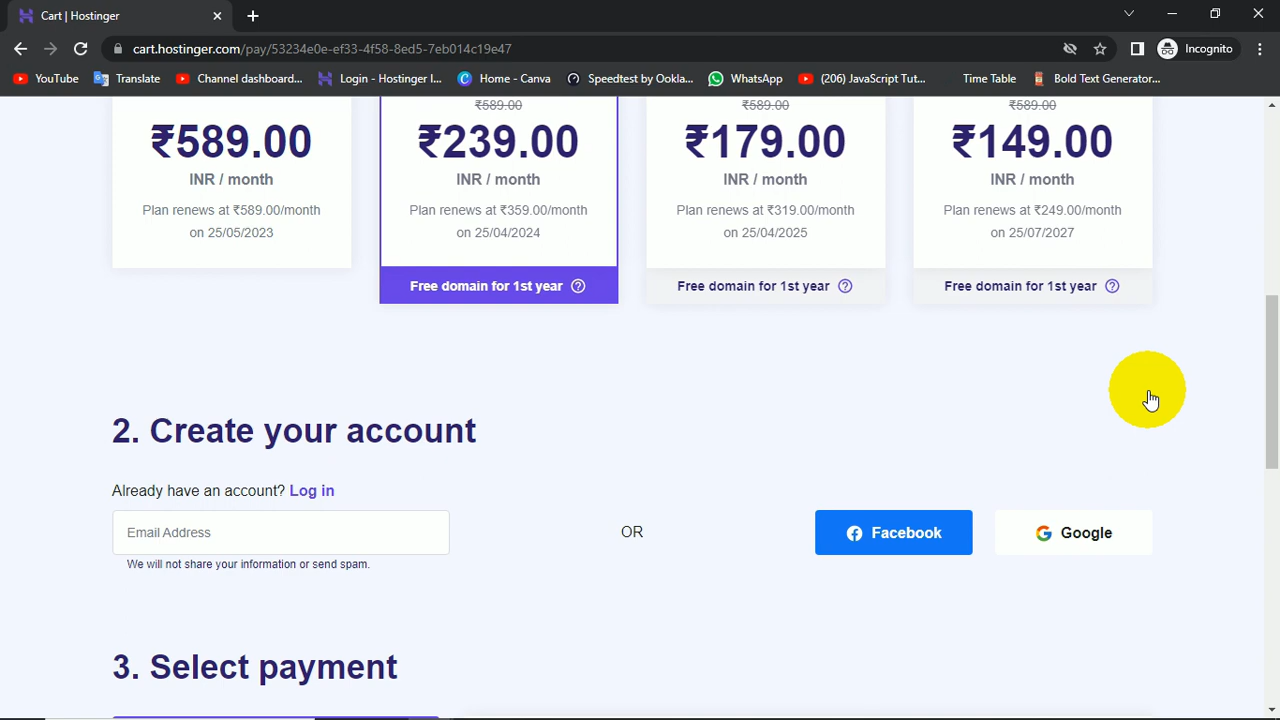 Cart | Hostinger
cart.hostinger.com/pay/53234e0e-ef33-4f58-8ed5-7eb014c19e47
Incognito
YouTube
Translate
Channel dashboard...
Login - Hostinger I...
Home - Canva
Speedtest by Ookla...
WhatsApp
(206) JavaScript Tut...
Time Table
Bold Text Generator...
₹589.00
₹589.00
₹589.00
₹589.00
₹239.00
₹179.00
₹149.00
INR / month
INR / month
INR / month
INR / month
Plan renews at ₹589.00/month
on 25/05/2023
Plan renews at ₹359.00/month
on 25/04/2024
Plan renews at ₹319.00/month
on 25/04/2025
Plan renews at ₹249.00/month
on 25/07/2027
Free domain for 1st year
Free domain for 1st year
Free domain for 1st year
2. Create your account
Already have an account? Log in
Email Address
OR
Facebook
Google
We will not share your information or send spam.
3. Select payment